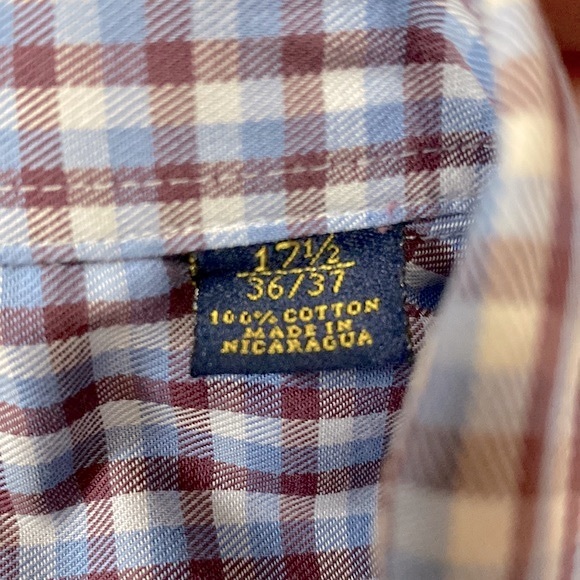 17½
36/37
100% COTTON
MADE IN
NICARAGUA